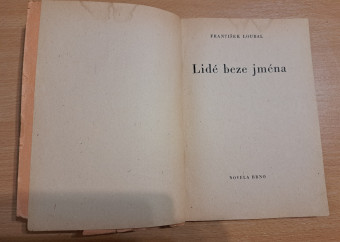 FRANTIŠEK LOUBAL
Lidé beze jména
NOVELA BRNO